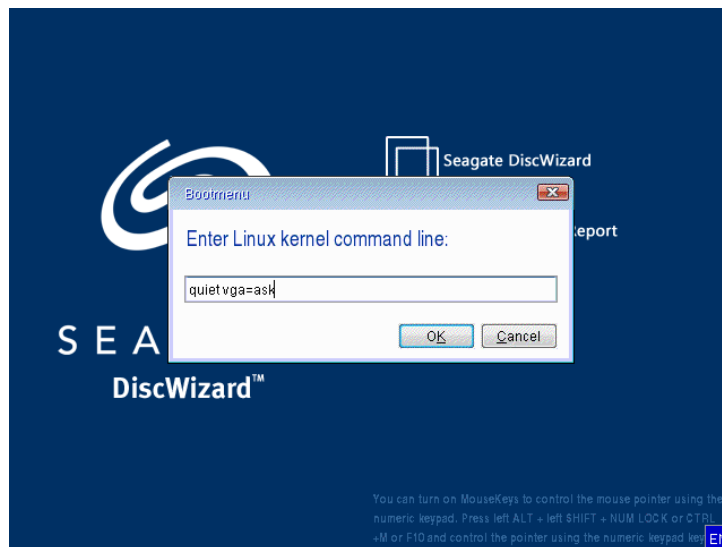 Seagate DiscWizard
Bootmenu
eport
Enter Linux kernel command line:
quiet vga=ask
OK
Cancel
SEA
DiscWizard™
You can turn on MouseKeys to control the mouse pointer using the
numeric keypad. Press left ALT + left SHIFT + NUM LOCK or CTRL
+M or F10 and control the pointer using the numeric keypad key
EN